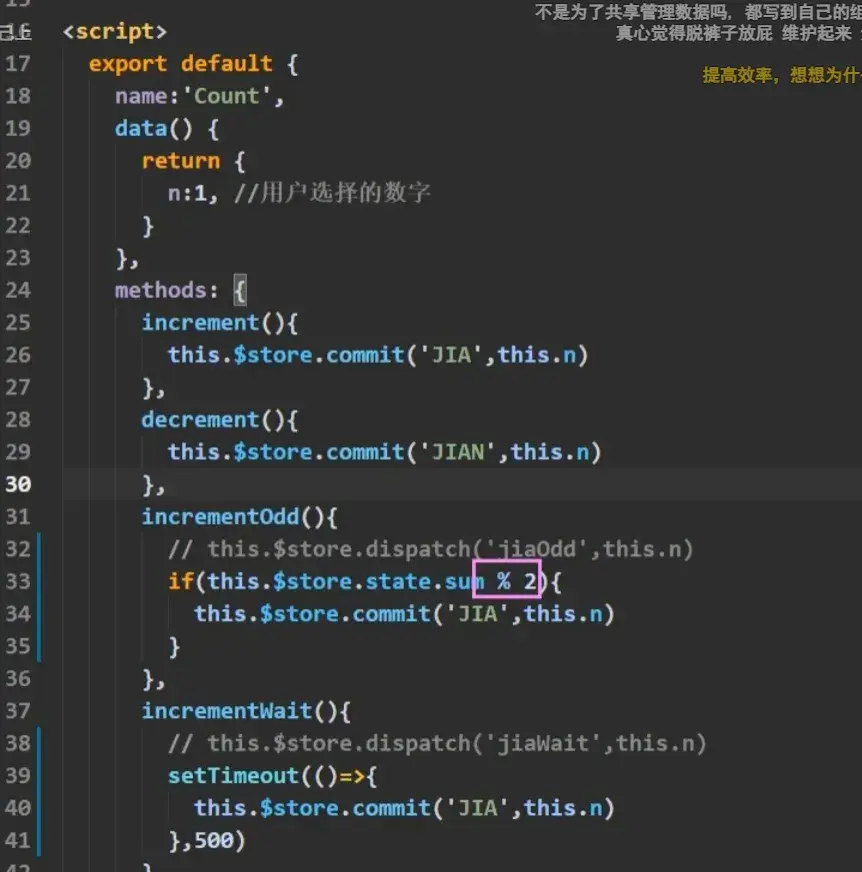 不是为了共享管理数据吗，都写到自己的组
真心觉得脱裤子放屁 维护起来
提高效率，想想为什
己上
16 <script>
17 export default {
18 name:'Count',
19 data() {
20 return {
21 n:1, //用户选择的数字
22 }
23 },
24 methods: {
25 increment(){
26 this.$store.commit('JIA',this.n)
27 },
28 decrement(){
29 this.$store.commit('JIAN',this.n)
30 },
31 incrementOdd(){
32 // this.$store.dispatch('jiaOdd',this.n)
33 if(this.$store.state.sum % 2){
34 this.$store.commit('JIA',this.n)
35 }
36 },
37 incrementWait(){
38 // this.$store.dispatch('jiaWait',this.n)
39 setTimeout(()=>{
40 this.$store.commit('JIA',this.n)
41 },500)